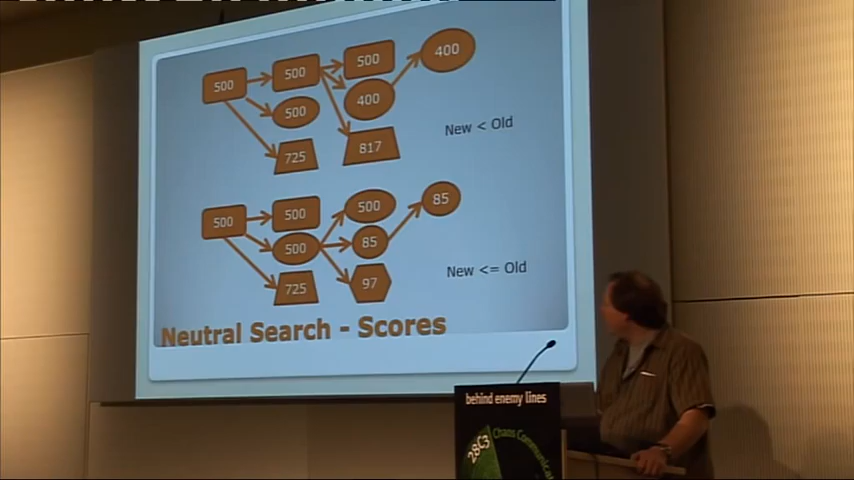 500 500 500 400
500 400
725 817
New < Old
500 500 500 85
500 85
725 97
New <= Old
Neutral Search - Scores
behind enemy lines
28C3
Chaos